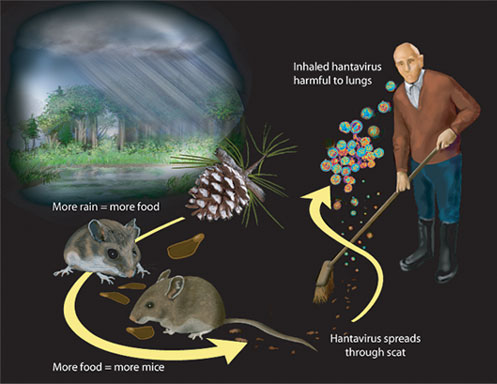 Inhaled hantavirus
harmful to lungs
More rain = more food
Hantavirus spreads
through scat
More food = more mice